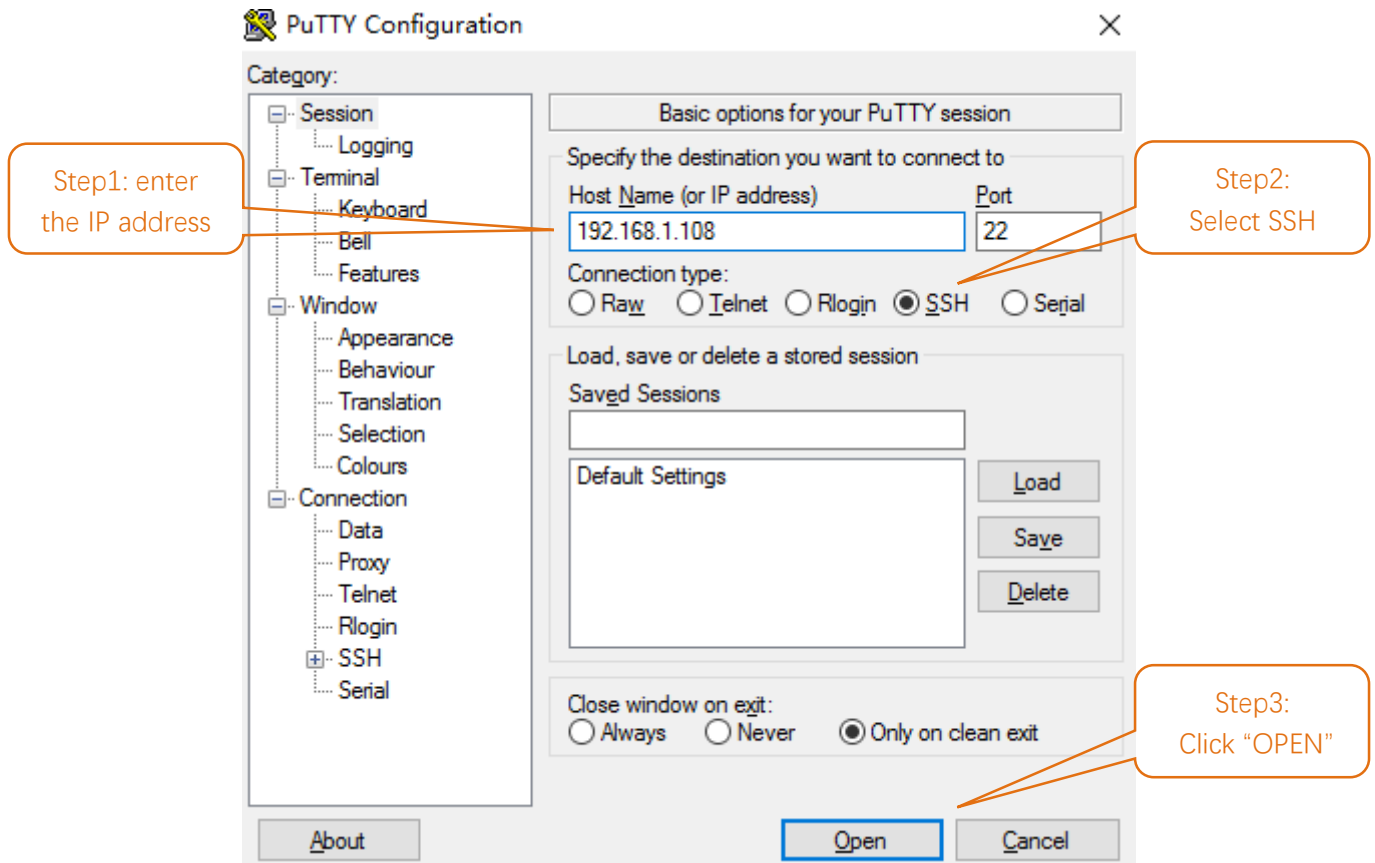 PuTTY Configuration
Category:
Session
Logging
Terminal
Keyboard
Bell
Features
Window
Appearance
Behaviour
Translation
Selection
Colours
Connection
Data
Proxy
Telnet
Rlogin
SSH
Serial
Basic options for your PuTTY session
Specify the destination you want to connect to
Host Name (or IP address) Port
192.168.1.108 22
Connection type:
Raw Telnet Rlogin SSH Serial
Load, save or delete a stored session
Saved Sessions
Default Settings
Load
Save
Delete
Close window on exit:
Always Never Only on clean exit
About Open Cancel
Step1: enter
the IP address
Step2:
Select SSH
Step3:
Click “OPEN”